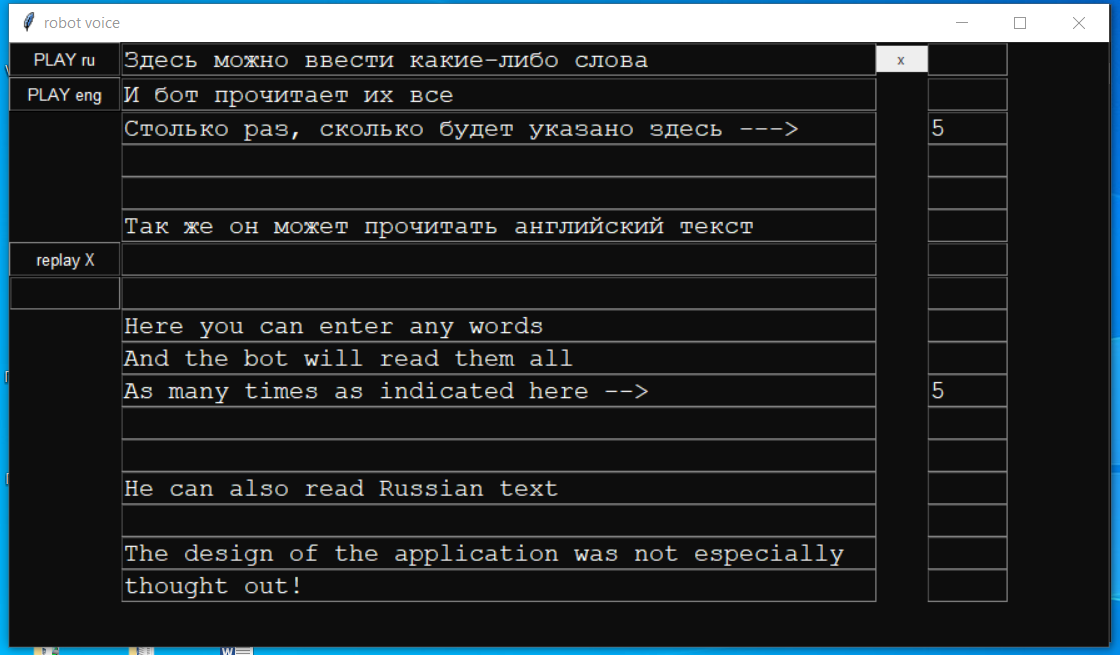 robot voice
PLAY ru Здесь можно ввести какие-либо слова x
PLAY eng И бот прочитает их все
Столько раз, сколько будет указано здесь ---> 5
Так же он может прочитать английский текст
replay X
Here you can enter any words
And the bot will read them all
As many times as indicated here --> 5
He can also read Russian text
The design of the application was not especially
thought out!
W